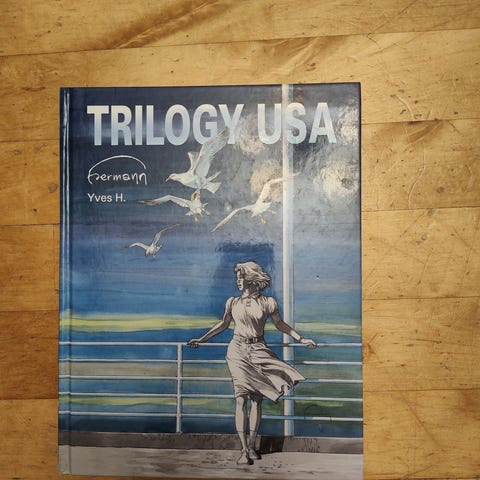 TRILOGY USA
Hermann
Yves H.